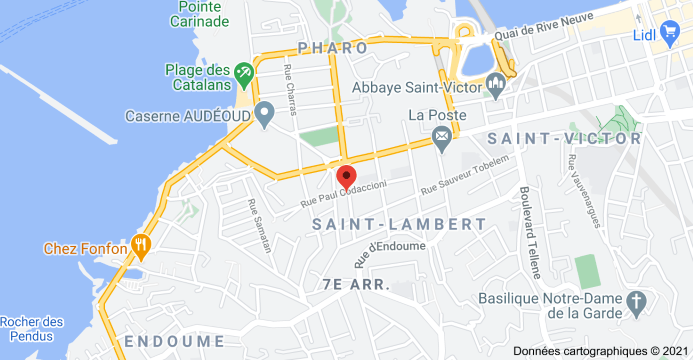 Pointe
Carinade
Quai de Rive Neuve
Lidl
PHARO
Plage des
Catalans
Rue Charras
Abbaye Saint-Victor
Caserne AUDÉOUD
La Poste
SAINT-VICTOR
Rue Sauveur Tobelem
Rue Vauvenargues
Rue Paul Codaccioni
Rue Samatan
SAINT-LAMBERT
Boulevard Tellene
Chez Fonfon
Rue d'Endoume
7E ARR.
Basilique Notre-Dame
de la Garde
Rocher des
Pendus
ENDOUME
Données cartographiques © 2021